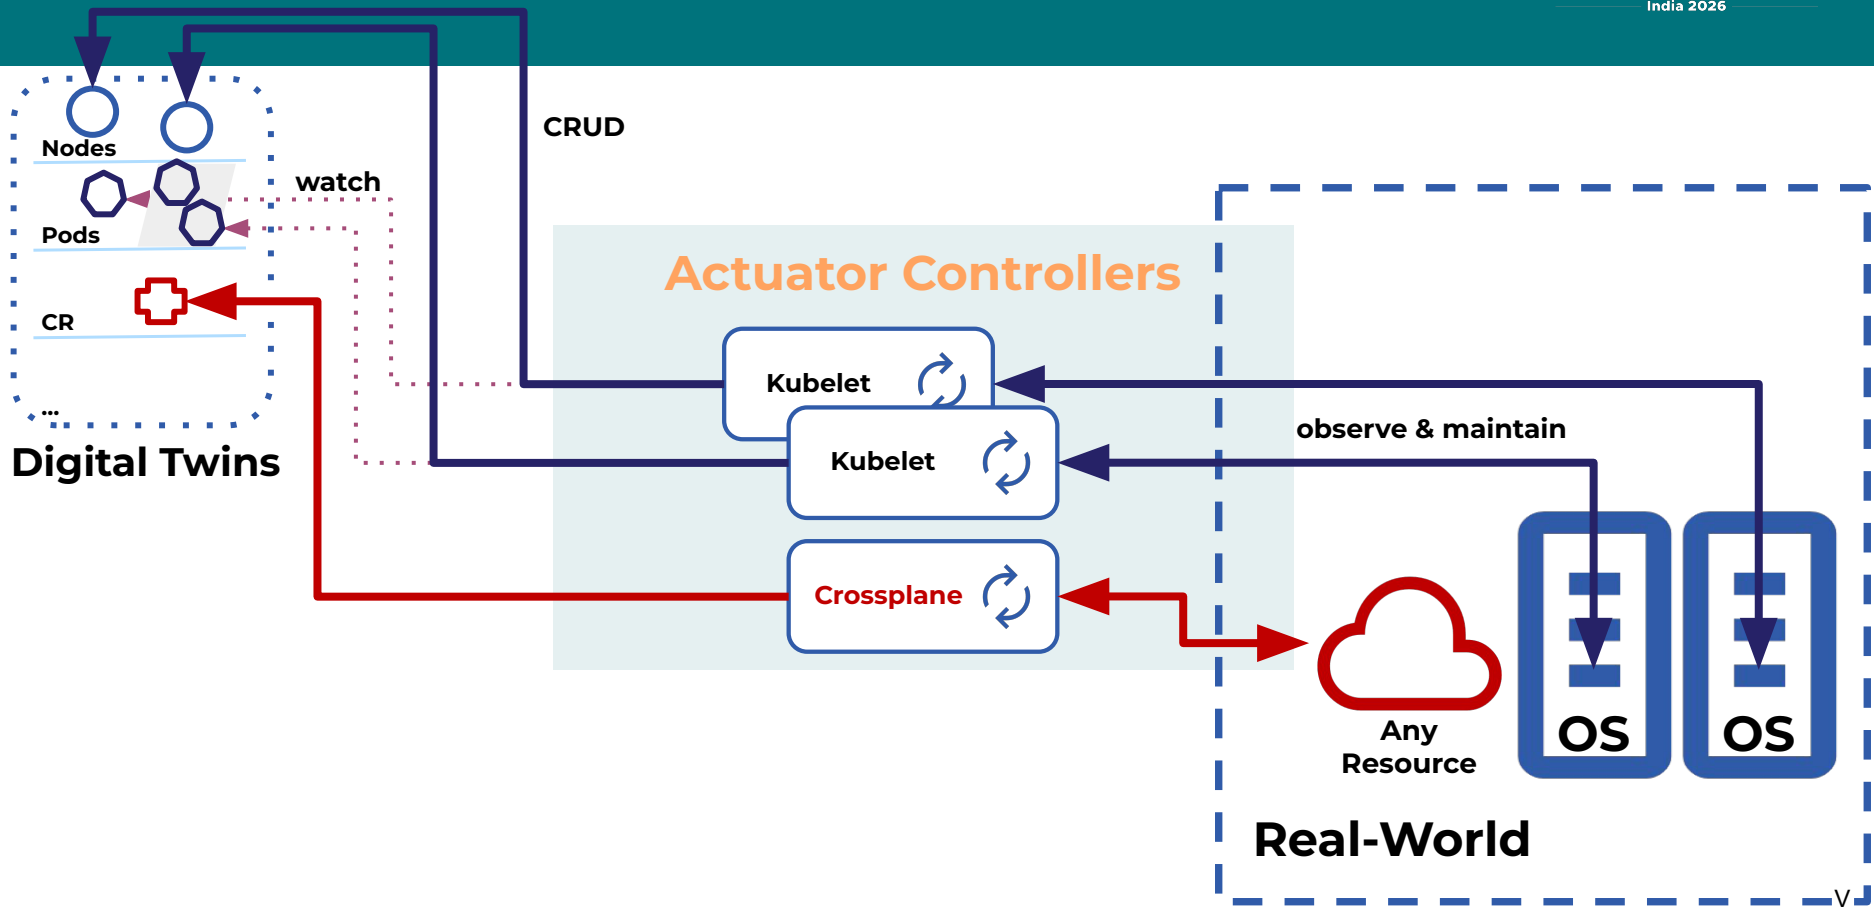 India 2026
CRUD
Nodes
watch
Pods
Actuator Controllers
CR
Kubelet
...
observe & maintain
Digital Twins
Kubelet
Crossplane
Any
Resource
OS
OS
Real-World
V